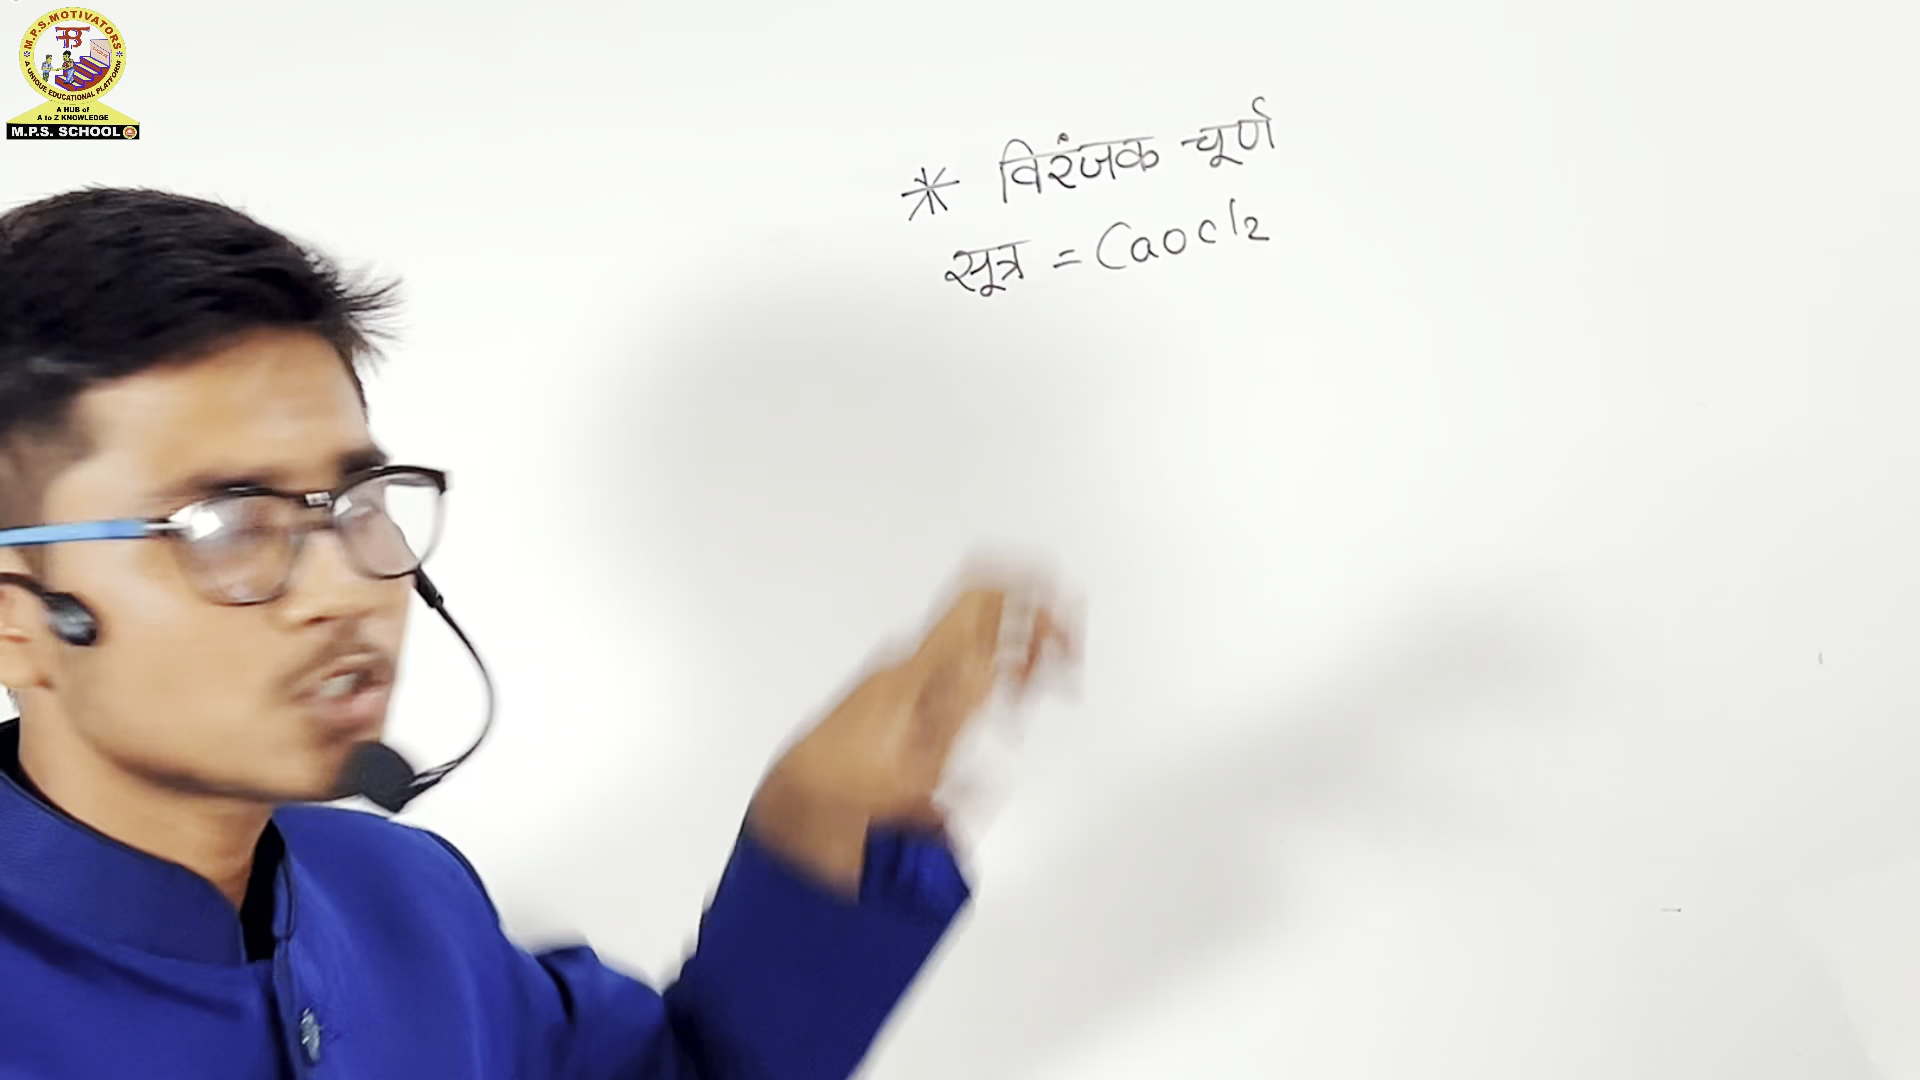 M.P.S.MOTIVATORS
A UNIQUE EDUCATIONAL PLATFORM
A HUB of
A to Z KNOWLEDGE
M.P.S. SCHOOL
* विरंजक चूर्ण
सूत्र = CaOCl2